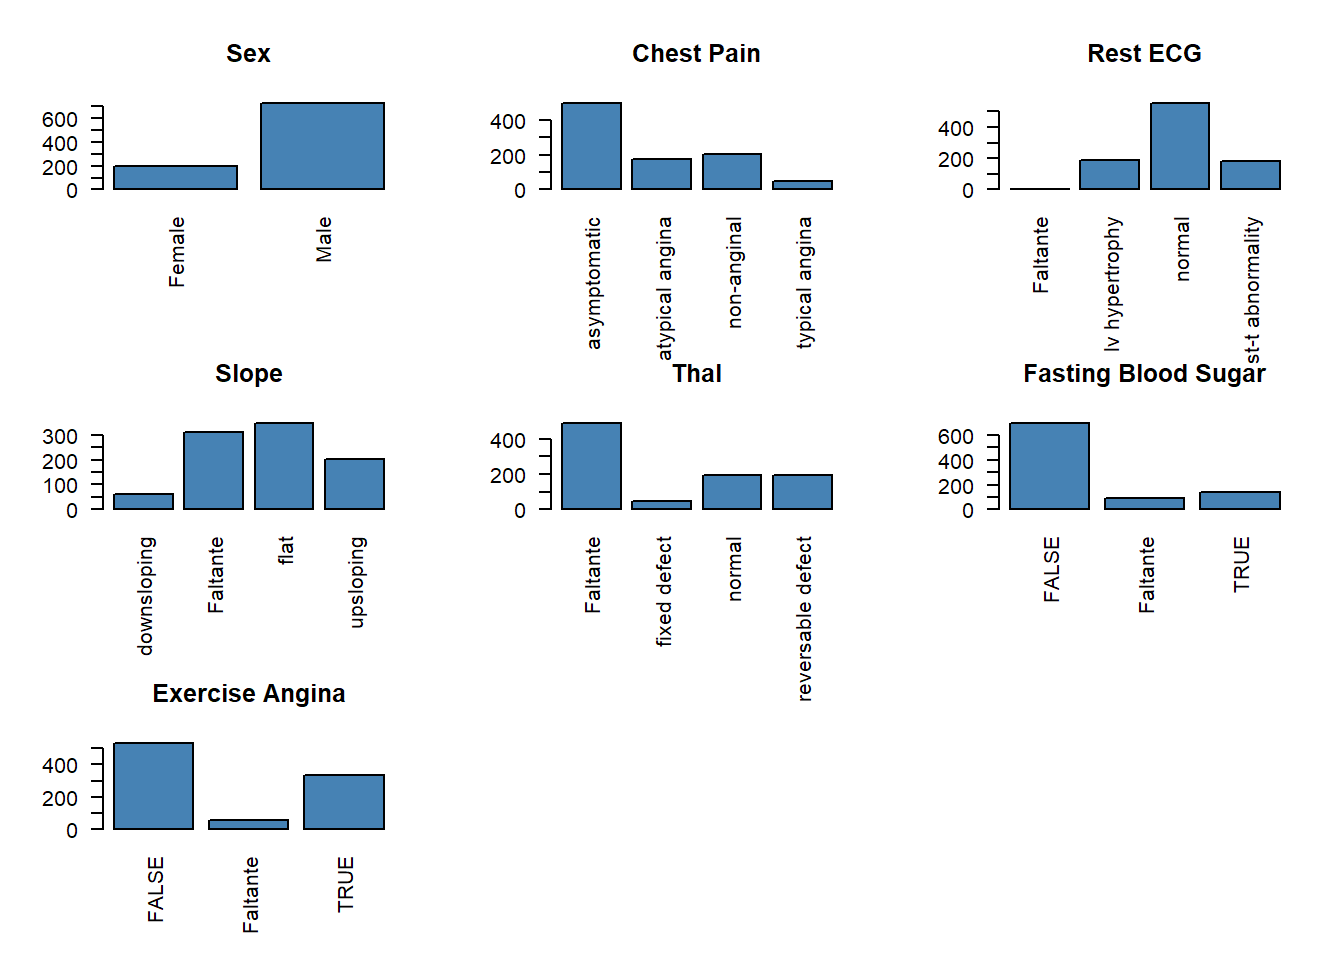 Sex
600
400
200
0
Female
Male
Chest Pain
400
200
0
asymptomatic
atypical angina
non-anginal
typical angina
Rest ECG
400
200
0
Faltante
lv hypertrophy
normal
st-t abnormality
Slope
300
200
100
0
downsloping
Faltante
flat
upsloping
Thal
400
200
0
Faltante
fixed defect
normal
reversable defect
Fasting Blood Sugar
600
400
200
0
FALSE
Faltante
TRUE
Exercise Angina
400
200
0
FALSE
Faltante
TRUE